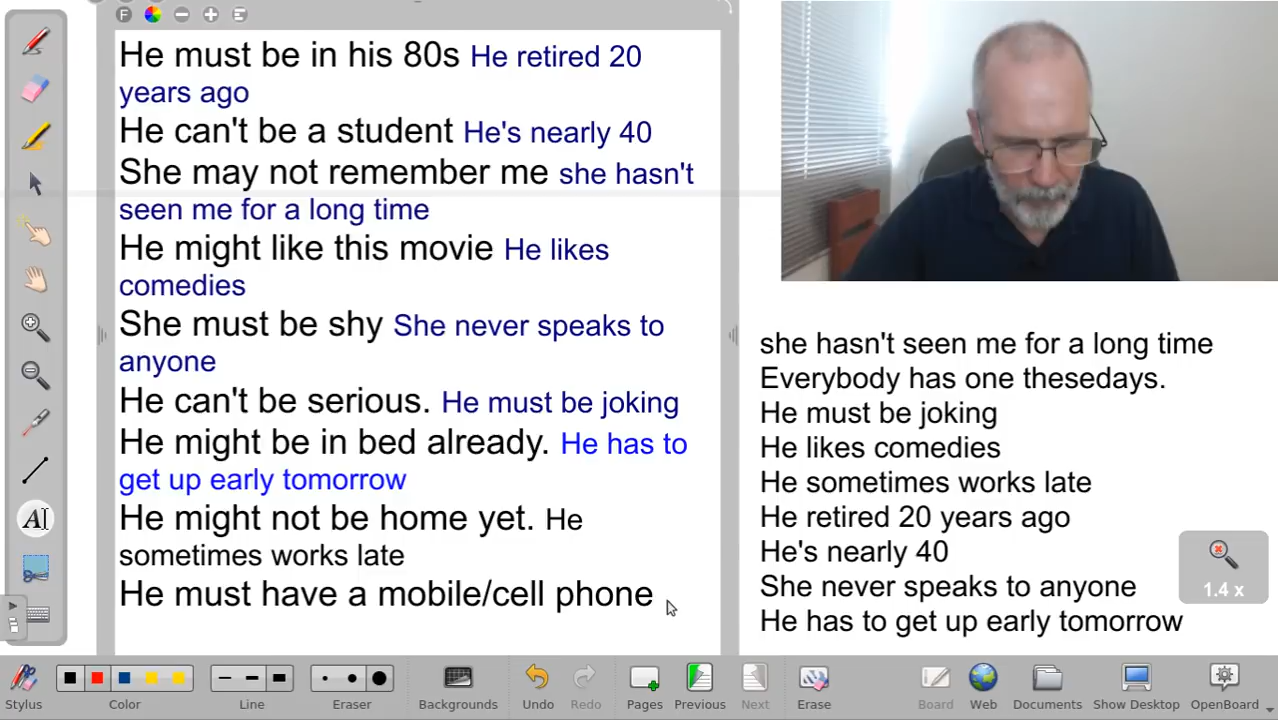 He must be in his 80s He retired 20
years ago
He can't be a student He's nearly 40
She may not remember me she hasn't
seen me for a long time
He might like this movie He likes
comedies
She must be shy She never speaks to
anyone
He can't be serious. He must be joking
He might be in bed already. He has to
get up early tomorrow
He might not be home yet. He
sometimes works late
He must have a mobile/cell phone
she hasn't seen me for a long time
Everybody has one thesedays.
He must be joking
He likes comedies
He sometimes works late
He retired 20 years ago
He's nearly 40
She never speaks to anyone
He has to get up early tomorrow
1.4 x
Stylus
Color
Line
Eraser
Backgrounds
Undo
Redo
Pages
Previous
Next
Erase
Board
Web
Documents
Show Desktop
OpenBoard